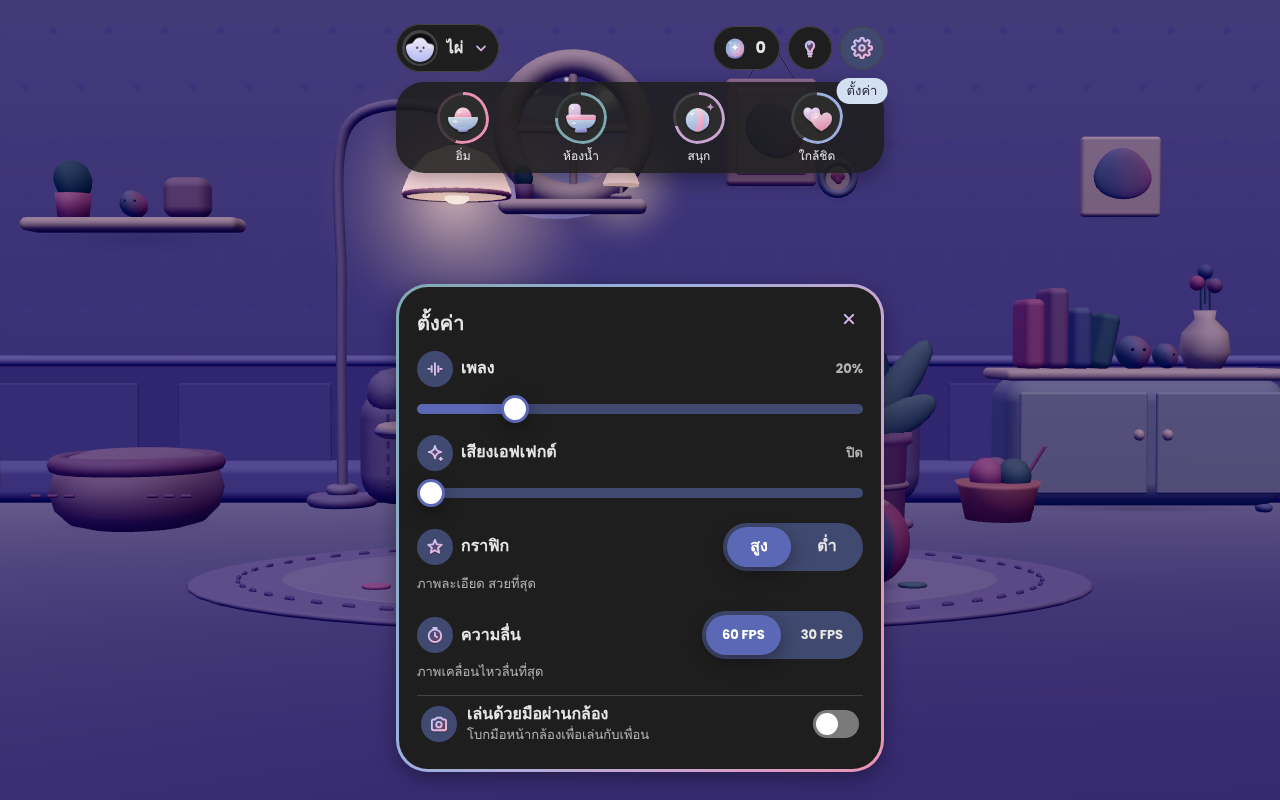 ไผ่
0
ตั้งค่า
อิ่ม
ห้องน้ำ
สนุก
ใกล้ชิด
ตั้งค่า
เพลง
20%
เสียงเอฟเฟกต์
ปิด
กราฟิก
สูง
ต่ำ
ภาพละเอียด สวยที่สุด
ความลื่น
60 FPS
30 FPS
ภาพเคลื่อนไหวลื่นที่สุด
เล่นด้วยมือผ่านกล้อง
โบกมือหน้ากล้องเพื่อเล่นกับเพื่อน